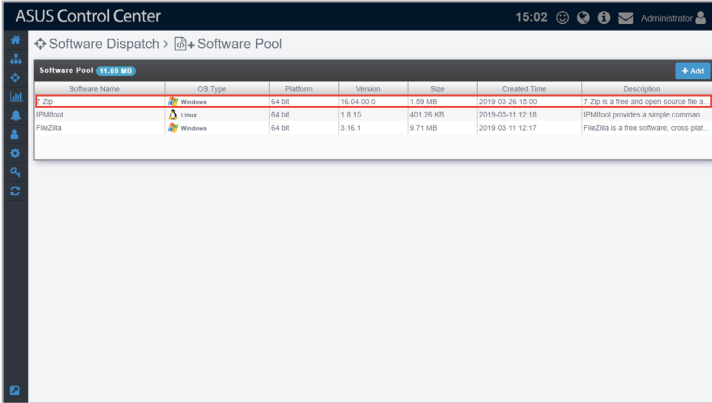 ASUS Control Center 15:02 Administrator
Software Dispatch > Software Pool
Software Pool 11.69 MB + Add
Software Name OS Type Platform Version Size Created Time Description
7 Zip Windows 64 bit 16.04.00.0 1.59 MB 2019-03-26 15:00 7 Zip is a free and open source file a...
IPMItool Linux 64 bit 1.8.15 401.26 KB 2019-03-11 12:18 IPMItool provides a simple comman
FileZilla Windows 64 bit 3.16.1 9.71 MB 2019-03-11 12:17 FileZilla is a free software, cross-plat...